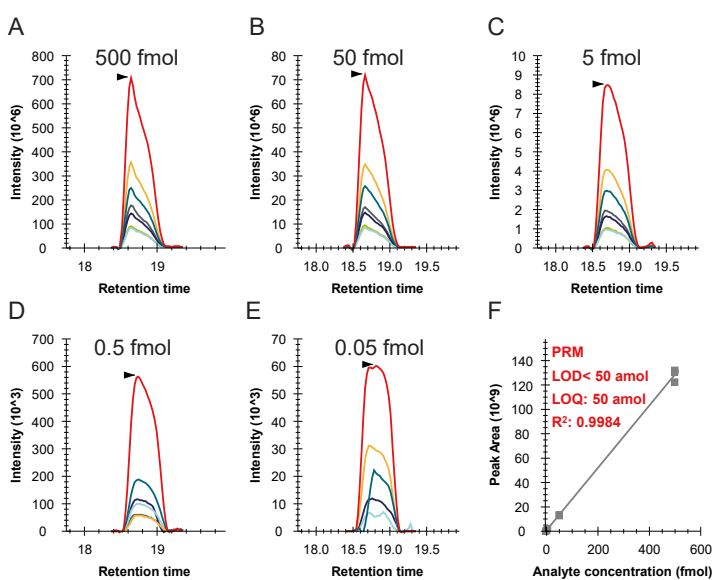 A
500 fmol
Intensity (10^6)
800
700
600
500
400
300
200
100
0
18
19
Retention time
B
50 fmol
Intensity (10^6)
80
70
60
50
40
30
20
10
0
18.0
18.5
19.0
19.5
Retention time
C
5 fmol
Intensity (10^6)
10
9
8
7
6
5
4
3
2
1
0
18.0
18.5
19.0
19.5
Retention time
D
0.5 fmol
Intensity (10^3)
700
600
500
400
300
200
100
0
18
19
Retention time
E
0.05 fmol
Intensity (10^3)
70
60
50
40
30
20
10
0
18.0
18.5
19.0
19.5
Retention time
F
PRM
LOD< 50 amol
LOQ: 50 amol
R²: 0.9984
Peak Area (10^9)
140
120
100
80
60
40
20
0
0
200
400
600
Analyte concentration (fmol)